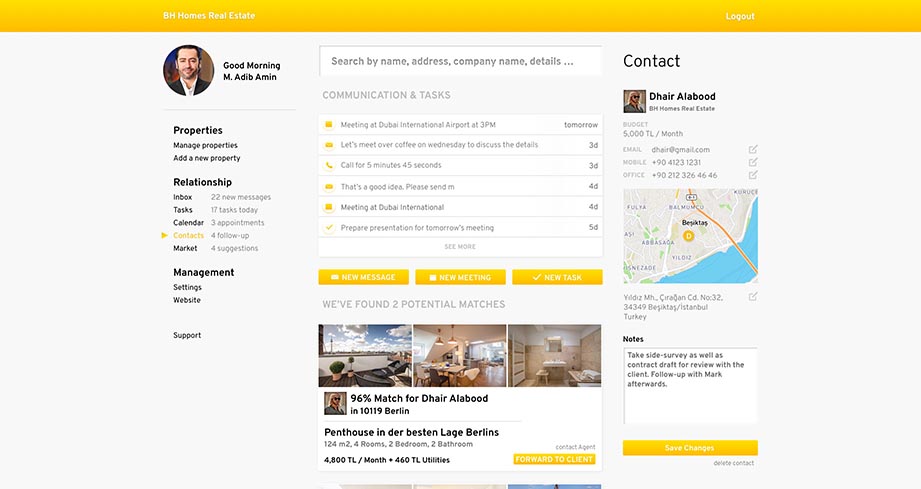 BH Homes Real Estate
Logout
Good Morning
M. Adib Amin
Properties
Manage properties
Add a new property
Relationship
Inbox 22 new messages
Tasks 17 tasks today
Calendar 3 appointments
Contacts 4 follow-up
Market 4 suggestions
Management
Settings
Website
Support
Search by name, address, company name, details ...
COMMUNICATION & TASKS
Meeting at Dubai International Airport at 3PM tomorrow
Let's meet over coffee on wednesday to discuss the details 3d
Call for 5 minutes 45 seconds 3d
That's a good idea. Please send m 4d
Meeting at Dubai International 4d
Prepare presentation for tomorrow's meeting 5d
SEE MORE
NEW MESSAGE
NEW MEETING
NEW TASK
WE'VE FOUND 2 POTENTIAL MATCHES
96% Match for Dhair Alabood
in 10119 Berlin
Penthouse in der besten Lage Berlins
124 m2, 4 Rooms, 2 Bedroom, 2 Bathroom
contact Agent
4,800 TL / Month + 460 TL Utilities
FORWARD TO CLIENT
Contact
Dhair Alabood
BH Homes Real Estate
BUDGET
5,000 TL / Month
EMAIL dhair@gmail.com
MOBILE +90 4123 1231
OFFICE +90 212 326 46 46
KURUÇE
FULYA
BALMUMCU
AŞI
Beşiktaş
D
ABBASAĞA
YILDIZ
ISNEZADE
Yıldız Mh., Çırağan Cd. No:32,
34349 Beşiktaş/İstanbul
Turkey
Notes
Take side-survey as well as
contract draft for review with the
client. Follow-up with Mark
afterwards.
Save Changes
delete contact